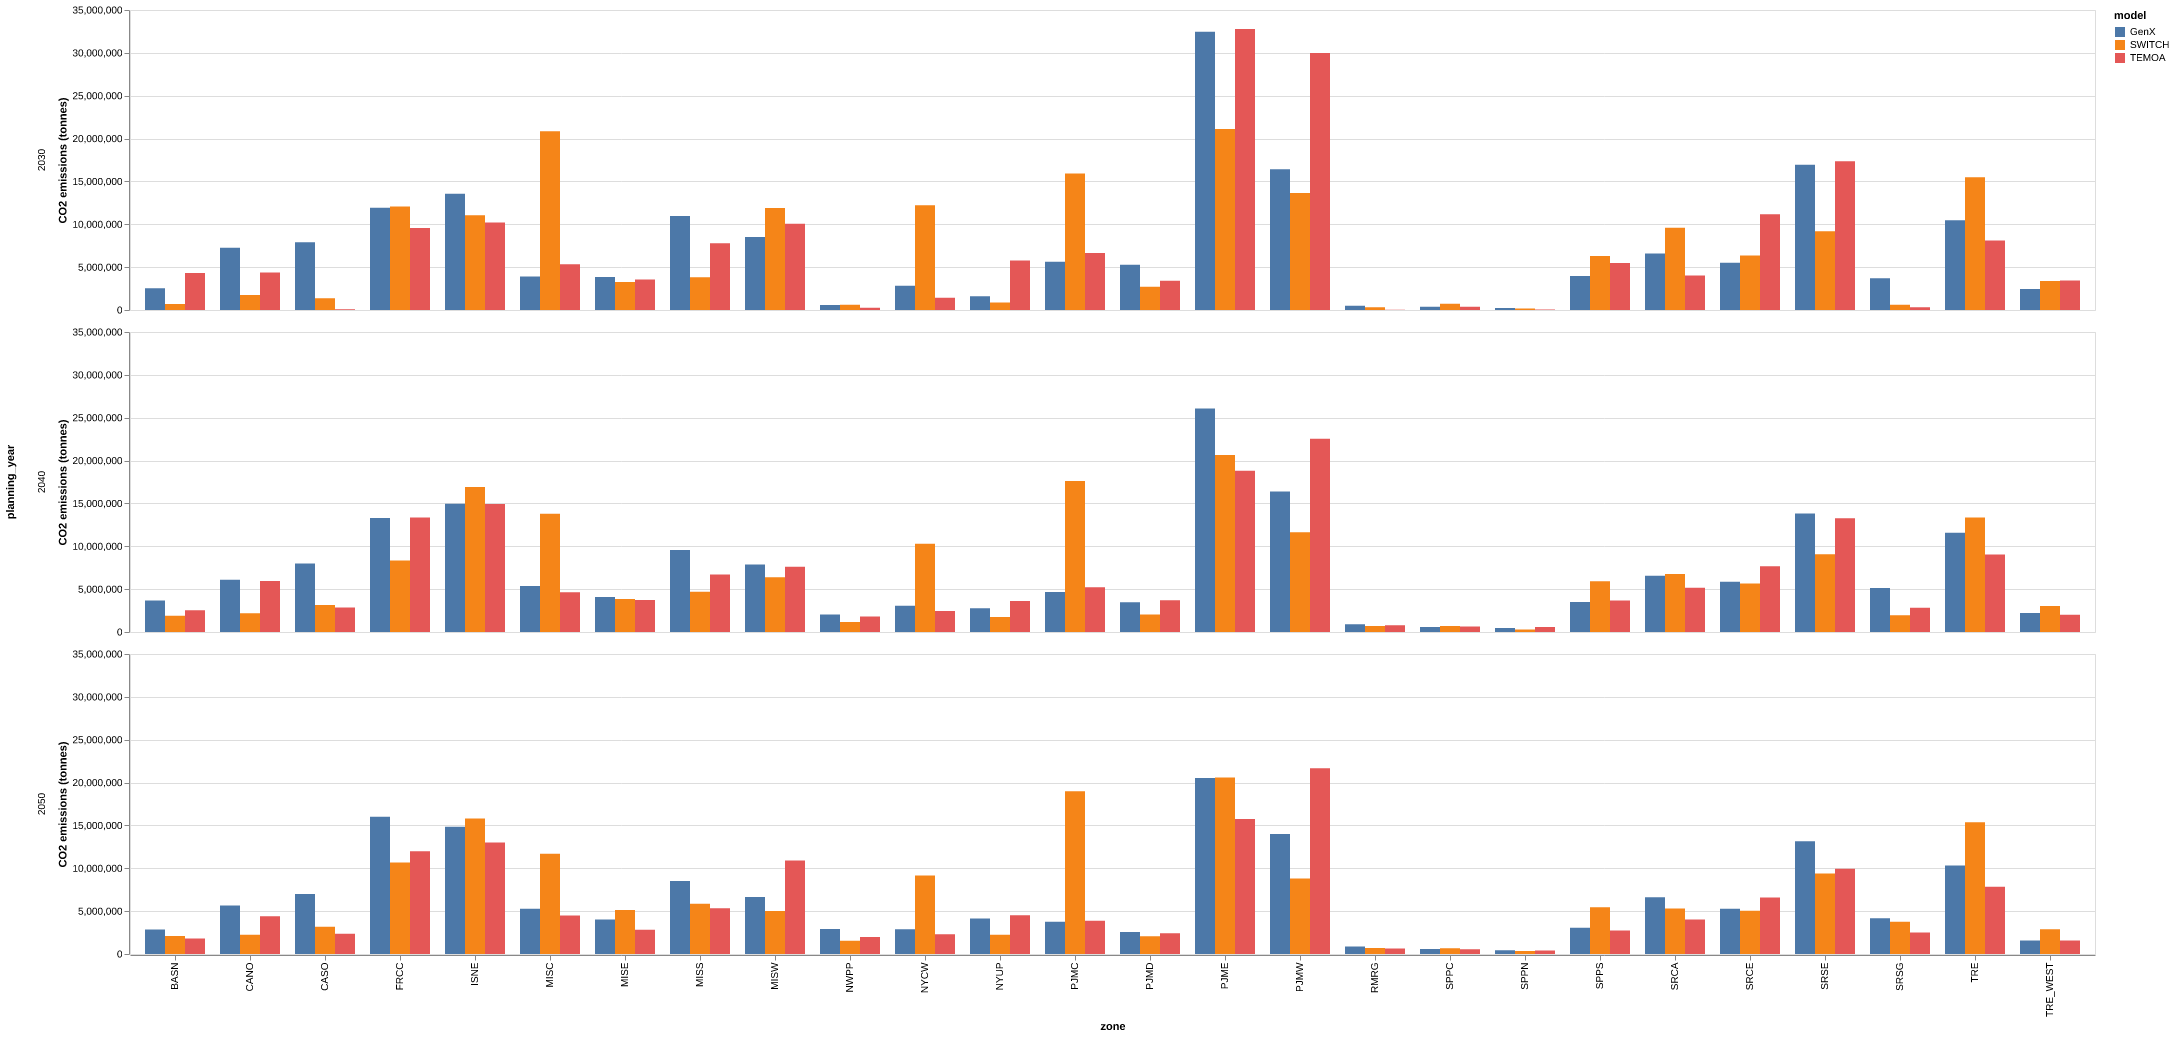 model
GenX
SWITCH
TEMOA
planning_year
2030
CO2 emissions (tonnes)
35,000,000
30,000,000
25,000,000
20,000,000
15,000,000
10,000,000
5,000,000
0
2040
CO2 emissions (tonnes)
35,000,000
30,000,000
25,000,000
20,000,000
15,000,000
10,000,000
5,000,000
0
2050
CO2 emissions (tonnes)
35,000,000
30,000,000
25,000,000
20,000,000
15,000,000
10,000,000
5,000,000
0
BASN
CANO
CASO
FRCC
ISNE
MISC
MISE
MISS
MISW
NWPP
NYCW
NYUP
PJMC
PJMD
PJME
PJMW
RMRG
SPPC
SPPN
SPPS
SRCA
SRCE
SRSE
SRSG
TRE
TRE_WEST
zone